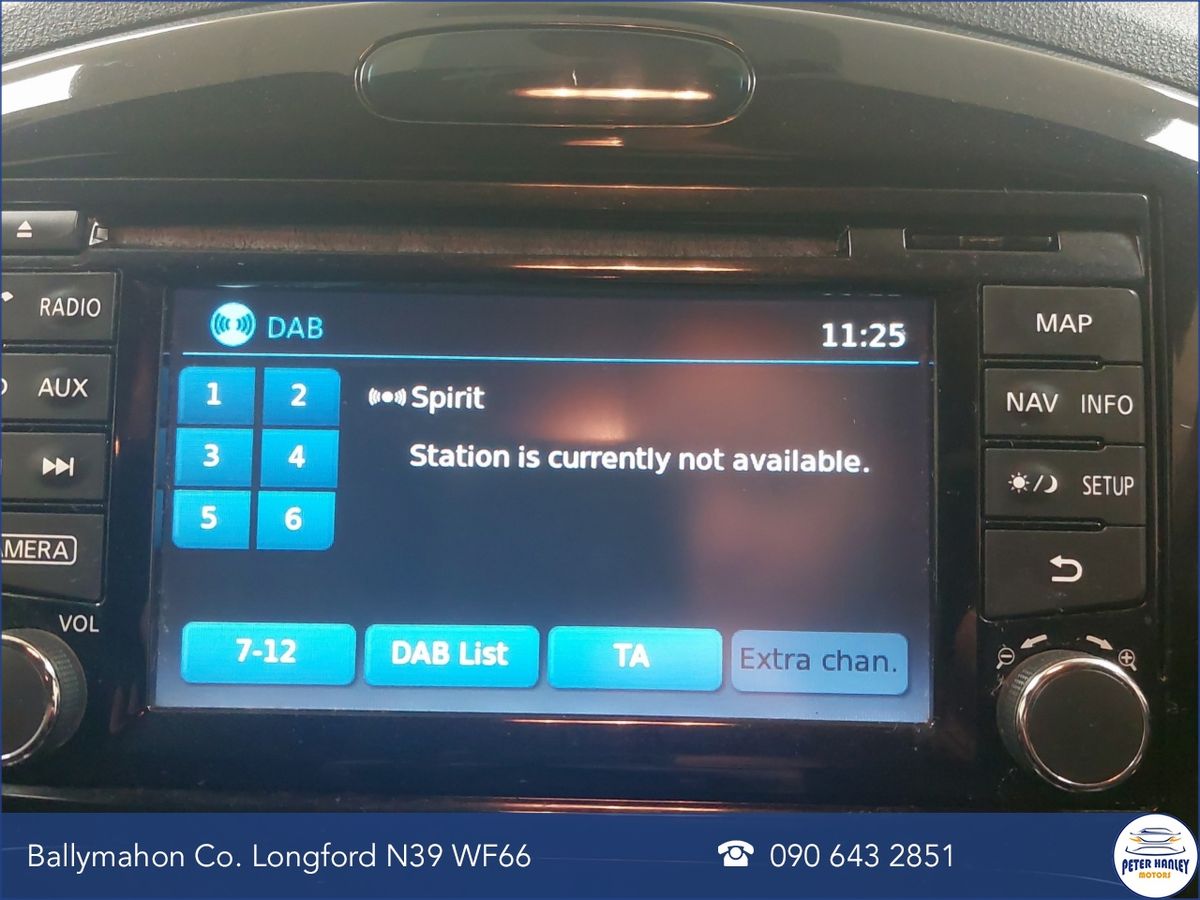 RADIO
AUX
MERA
VOL
DAB
11:25
1 2
3 4
5 6
Spirit
Station is currently not available.
7-12 DAB List TA Extra chan.
MAP
NAV INFO
SETUP
Ballymahon Co. Longford N39 WF66
090 643 2851
PETER HANLEY
MOTORS